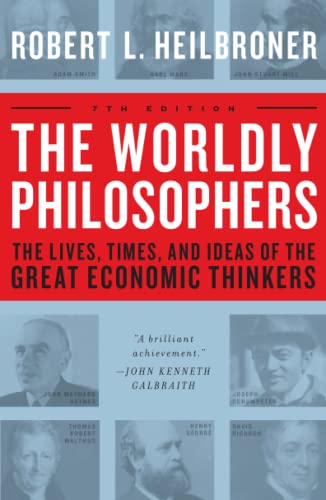 ROBERT L. HEILBRONER
ADAM SMITH
KARL MARX
JOHN STUART MILL
7TH EDITION
THE WORLDLY
PHILOSOPHERS
THE LIVES, TIMES, AND IDEAS OF THE
GREAT ECONOMIC THINKERS
"A brilliant
achievement."
—JOHN KENNETH
GALBRAITH
JOHN MAYNARD
KEYNES
JOSEPH
SCHUMPETER
THOMAS
ROBERT
MALTHUS
HENRY
GEORGE
DAVID
RICARDO